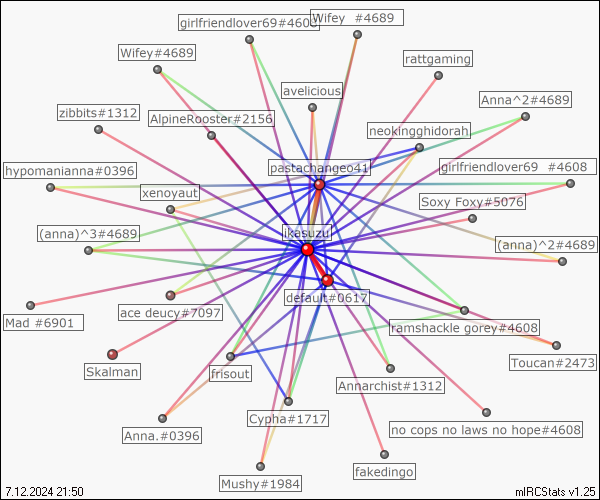 girlfriendlover69#4608
Wifey #4689
Wifey#4689
rattgaming
avelicious
Anna^2#4689
zibbits#1312
AlpineRooster#2156
neokingghidorah
hypomanianna#0396
pastachangeo41
girlfriendlover69 #4608
xenoyaut
Soxy Foxy#5076
(anna)^3#4689
ikasuzu
(anna)^2#4689
default#0617
Mad #6901
ace deucy#7097
ramshackle gorey#4608
Skalman
frisout
Toucan#2473
Annarchist#1312
Cypha#1717
Anna.#0396
no cops no laws no hope#4608
Mushy#1984
fakedingo
7.12.2024 21:50
mIRCStats v1.25